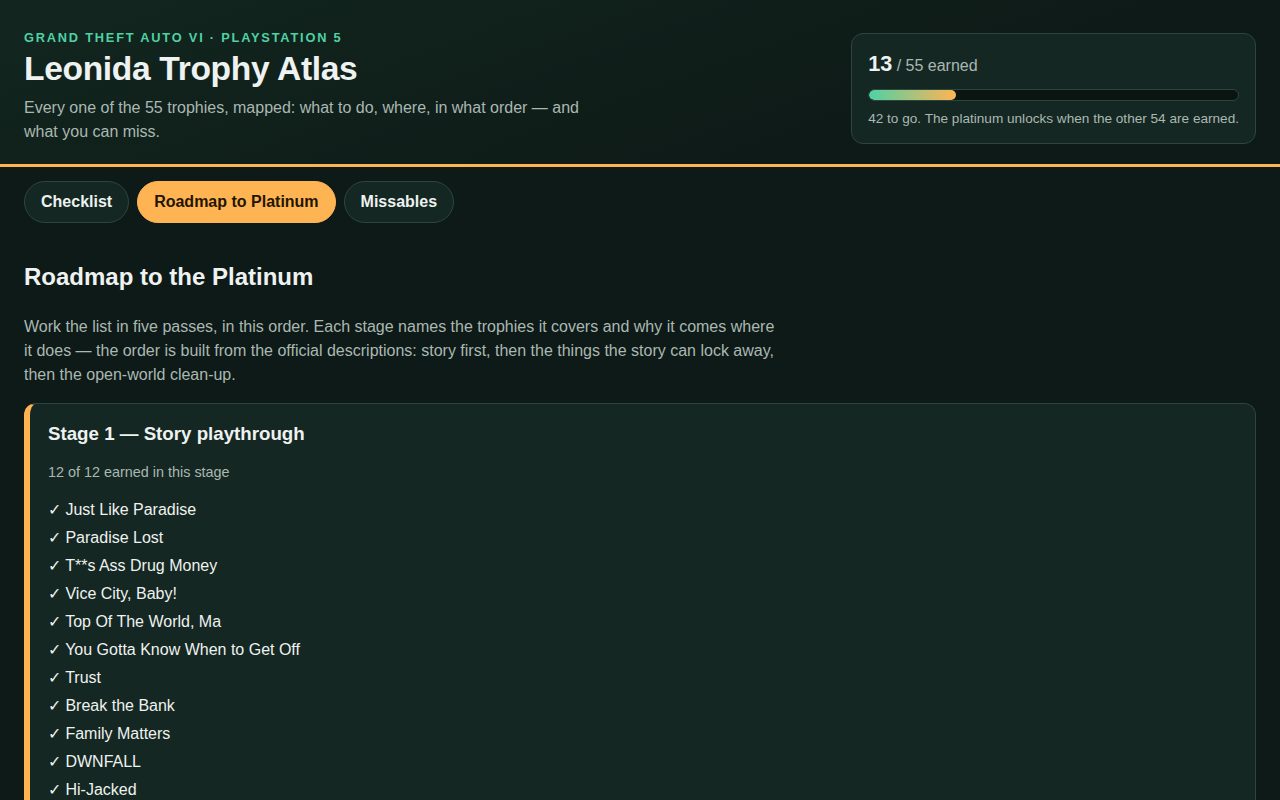 GRAND THEFT AUTO VI · PLAYSTATION 5
Leonida Trophy Atlas
Every one of the 55 trophies, mapped: what to do, where, in what order — and
what you can miss.
13 / 55 earned
42 to go. The platinum unlocks when the other 54 are earned.
Checklist
Roadmap to Platinum
Missables
Roadmap to the Platinum
Work the list in five passes, in this order. Each stage names the trophies it covers and why it comes where
it does — the order is built from the official descriptions: story first, then the things the story can lock away,
then the open-world clean-up.
Stage 1 — Story playthrough
12 of 12 earned in this stage
✓ Just Like Paradise
✓ Paradise Lost
✓ T**s Ass Drug Money
✓ Vice City, Baby!
✓ Top Of The World, Ma
✓ You Gotta Know When to Get Off
✓ Trust
✓ Break the Bank
✓ Family Matters
✓ DWNFALL
✓ Hi-Jacked